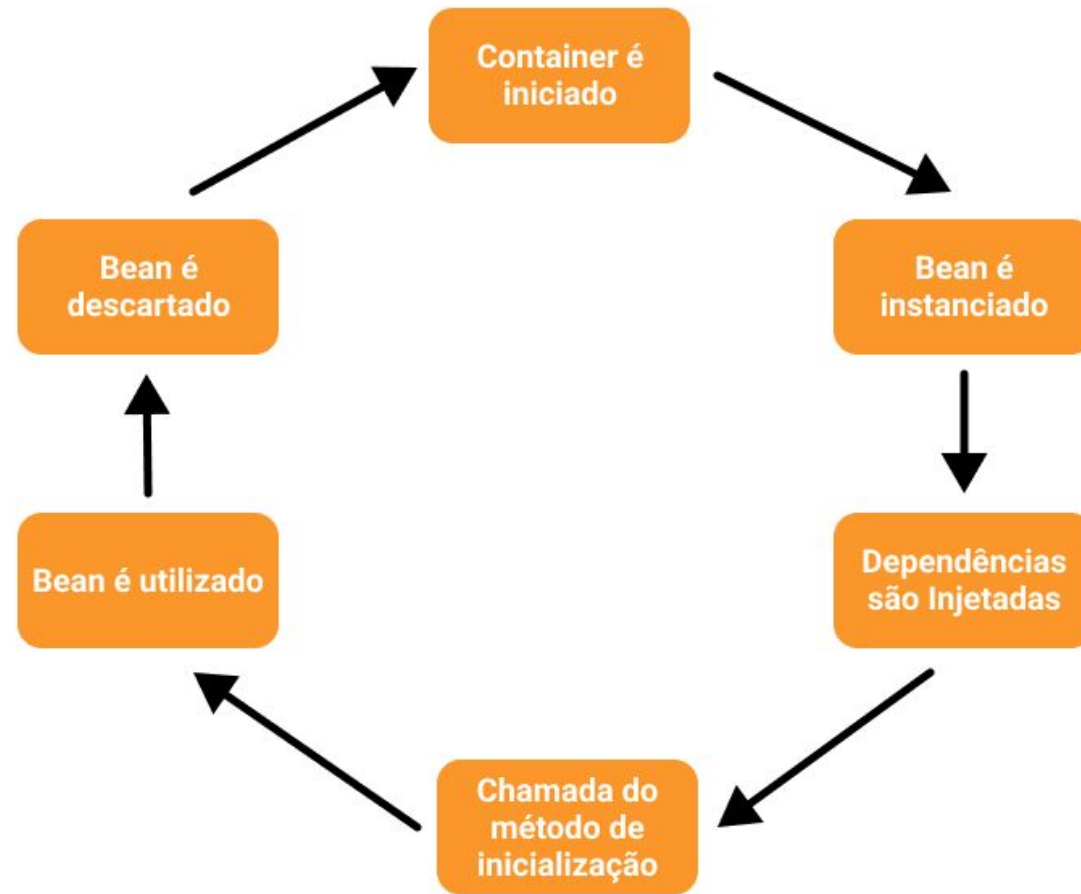 Container é
iniciado
Bean é
instanciado
Dependências
são Injetadas
Chamada do
método de
inicialização
Bean é utilizado
Bean é
descartado